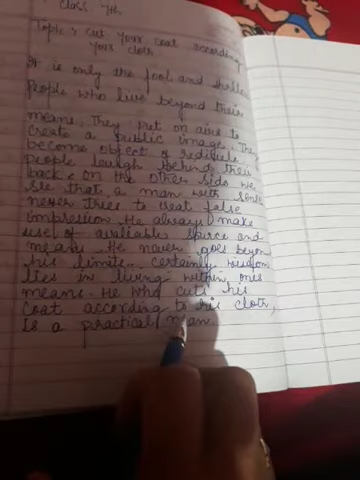 Class 7th
Topic : Cut your coat according
your cloth
It is only the fool and shallow
people who live beyond their
means. They put on airs to
create a public image. They
become object of redicule
people laugh behind their
back. On the other side we
see that, a man with sense
never tries to creat false
impression. He always make
use of avaliable source and
means. He never goes beyon
his limits. Certainly wisdom
lies in living within ones
means. He who cuts his
coat according to his cloth,
Is a practical man.